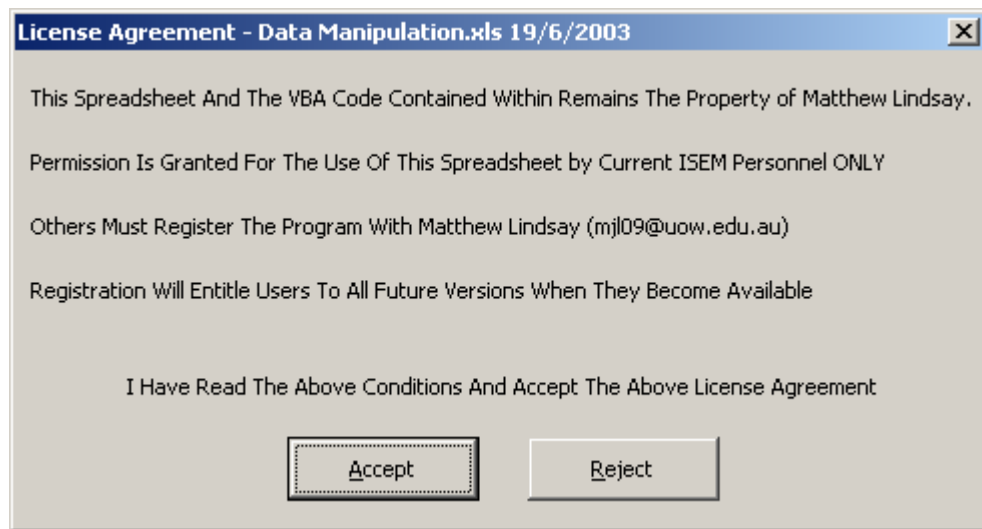 License Agreement - Data Manipulation.xls 19/6/2003
This Spreadsheet And The VBA Code Contained Within Remains The Property of Matthew Lindsay.
Permission Is Granted For The Use Of This Spreadsheet by Current ISEM Personnel ONLY
Others Must Register The Program With Matthew Lindsay (mjl09@uow.edu.au)
Registration Will Entitle Users To All Future Versions When They Become Available
I Have Read The Above Conditions And Accept The Above License Agreement
Accept Reject